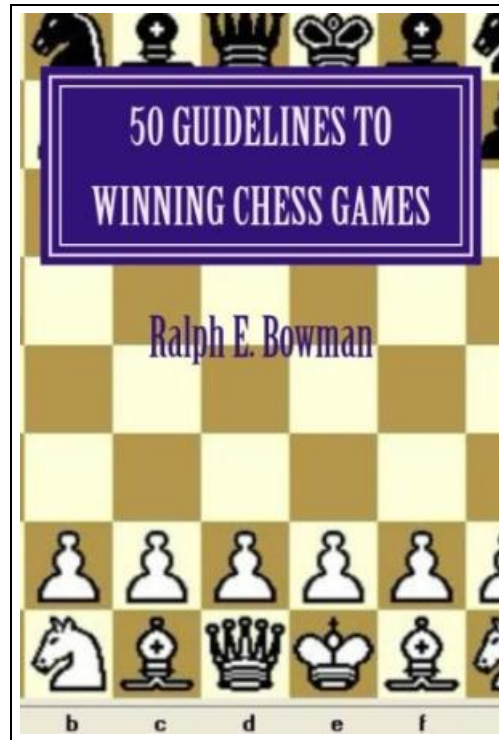 50 GUIDELINES TO
WINNING CHESS GAMES
Ralph E. Bowman
b c d e f